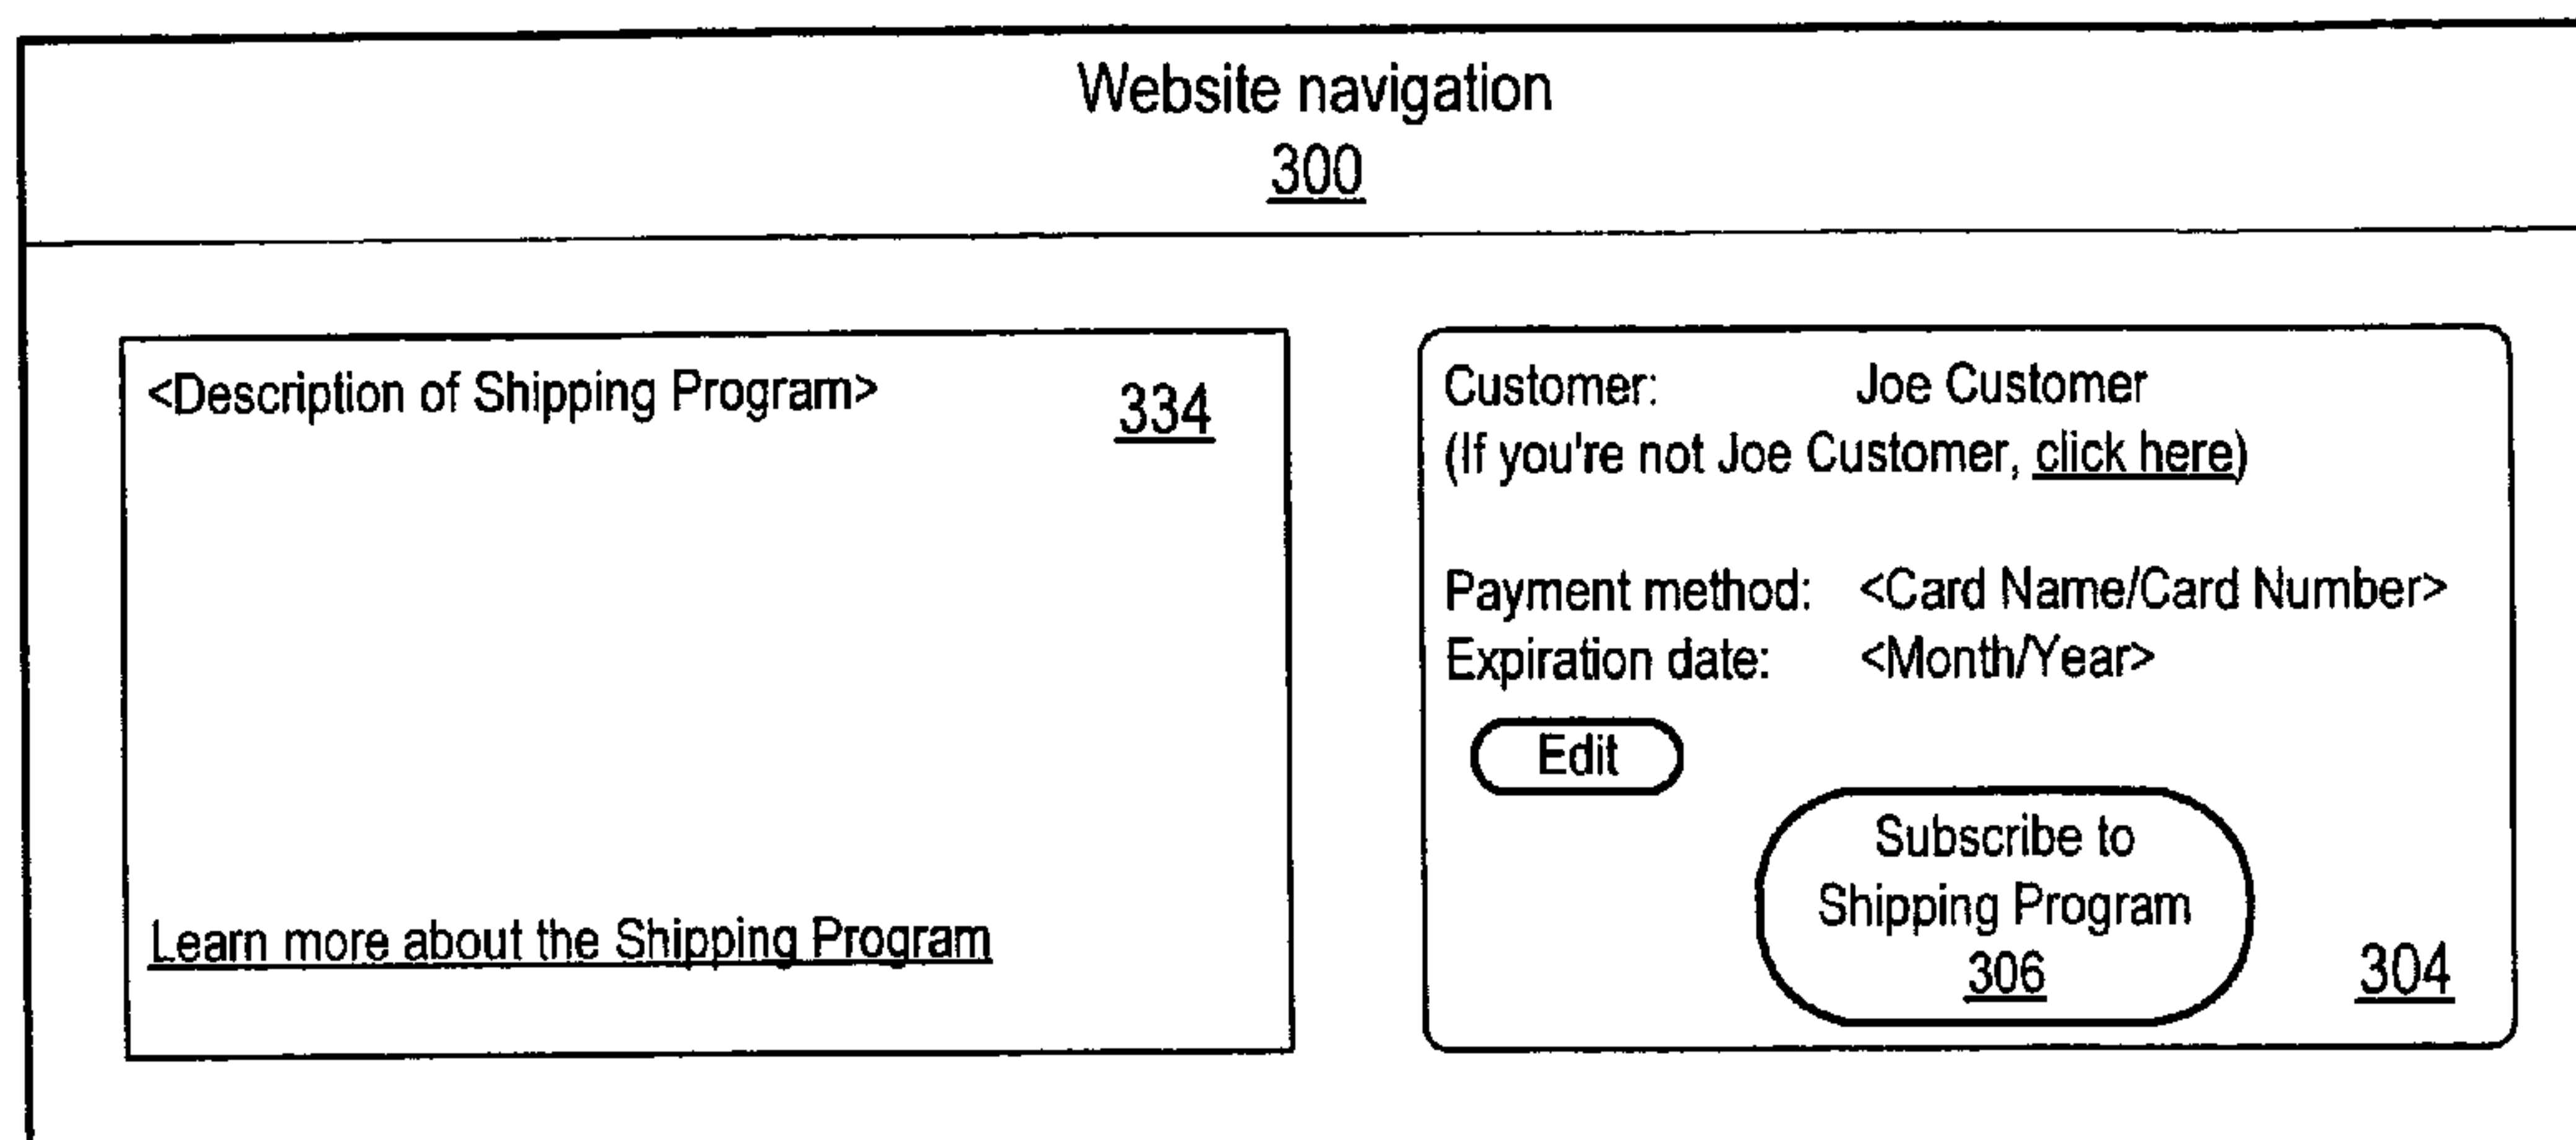 Website navigation
300
<Description of Shipping Program> 334
Learn more about the Shipping Program
Customer: Joe Customer
(If you're not Joe Customer, click here)
Payment method: <Card Name/Card Number>
Expiration date: <Month/Year>
Edit
Subscribe to
Shipping Program
306
304